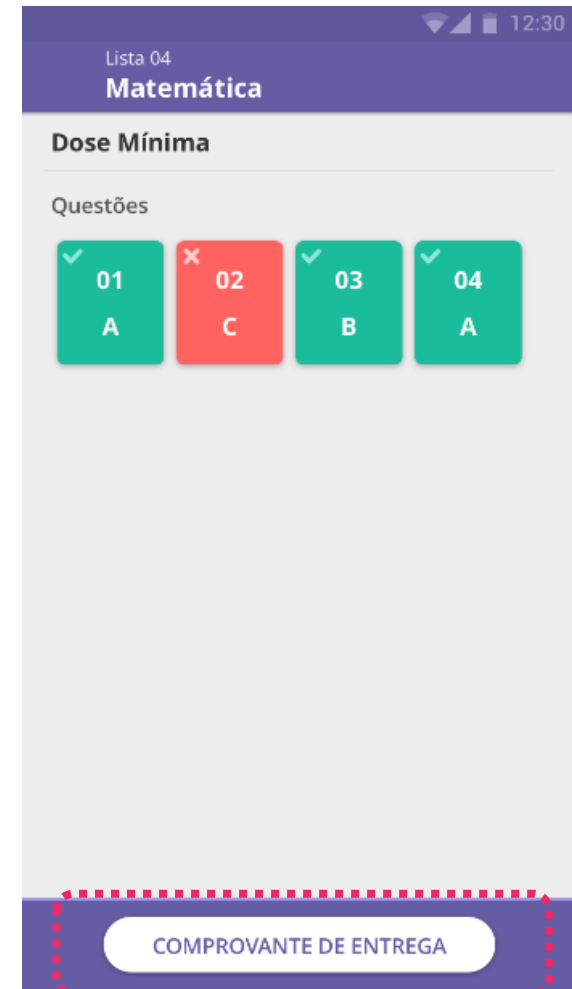 12:30
Lista 04
Matemática
Dose Mínima
Questões
01 02 03 04
A C B A
COMPROVANTE DE ENTREGA